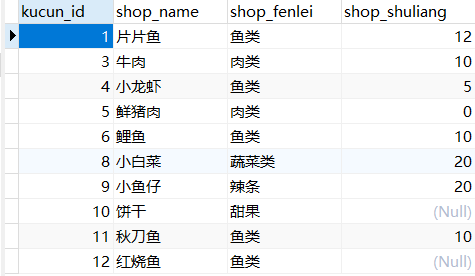 kucun_id shop_name shop_fenlei shop_shuliang
1 片片鱼 鱼类 12
3 牛肉 肉类 10
4 小龙虾 鱼类 5
5 鲜猪肉 肉类 0
6 鲤鱼 鱼类 10
8 小白菜 蔬菜类 20
9 小鱼仔 辣条 20
10 饼干 甜果 (Null)
11 秋刀鱼 鱼类 10
12 红烧鱼 鱼类 (Null)